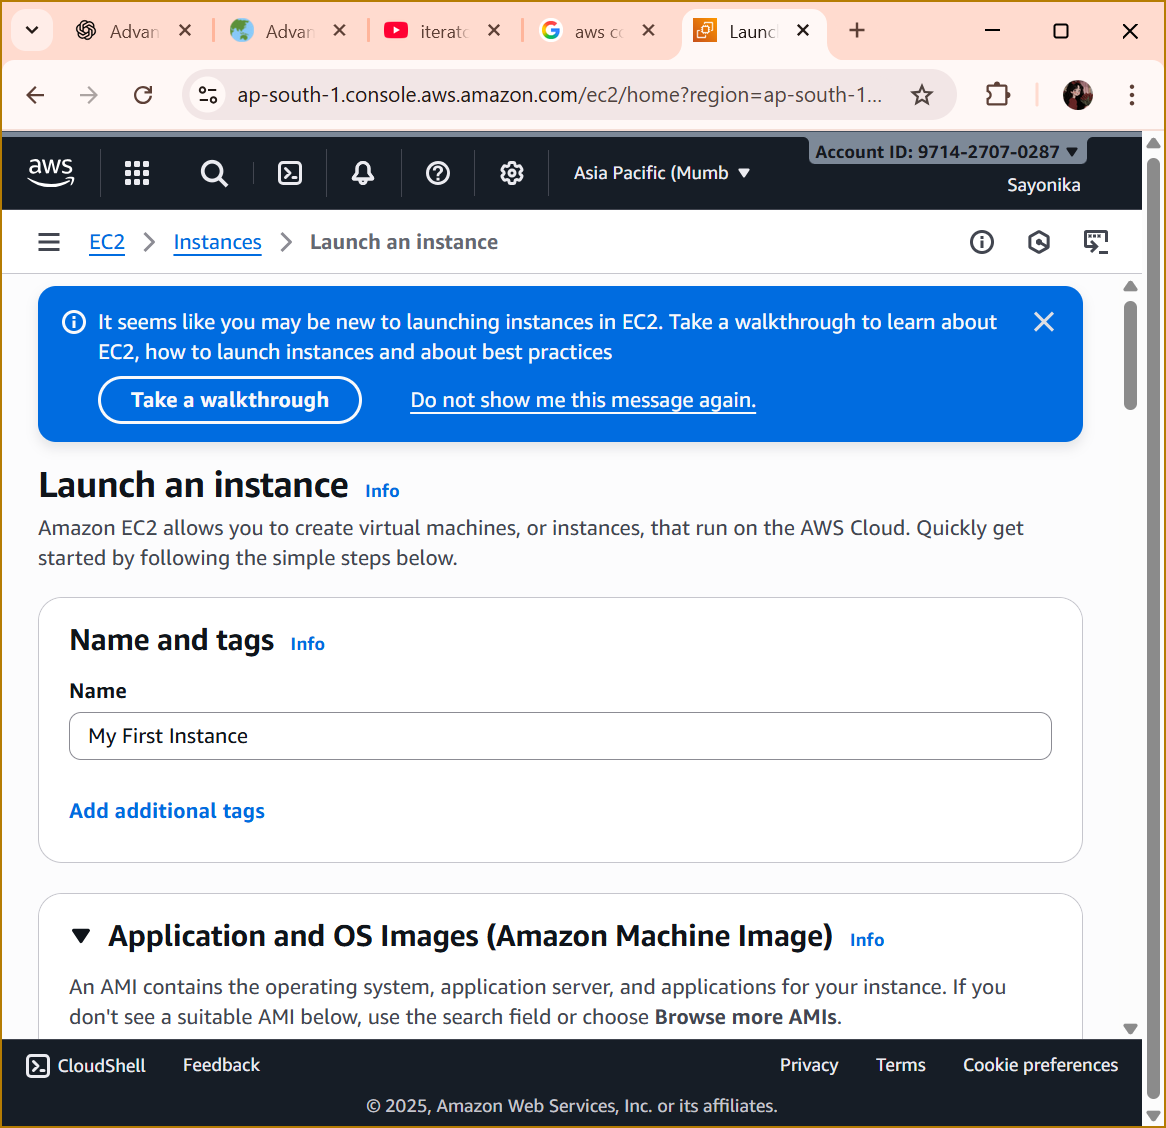 Advan
Advan
iterato
aws co
Launch
ap-south-1.console.aws.amazon.com/ec2/home?region=ap-south-1...
aws
Asia Pacific (Mumb
Account ID: 9714-2707-0287
Sayonika
EC2
Instances
Launch an instance
It seems like you may be new to launching instances in EC2. Take a walkthrough to learn about
EC2, how to launch instances and about best practices
Take a walkthrough
Do not show me this message again.
Launch an instance Info
Amazon EC2 allows you to create virtual machines, or instances, that run on the AWS Cloud. Quickly get
started by following the simple steps below.
Name and tags Info
Name
My First Instance
Add additional tags
Application and OS Images (Amazon Machine Image) Info
An AMI contains the operating system, application server, and applications for your instance. If you
don't see a suitable AMI below, use the search field or choose Browse more AMIs.
CloudShell
Feedback
Privacy
Terms
Cookie preferences
© 2025, Amazon Web Services, Inc. or its affiliates.